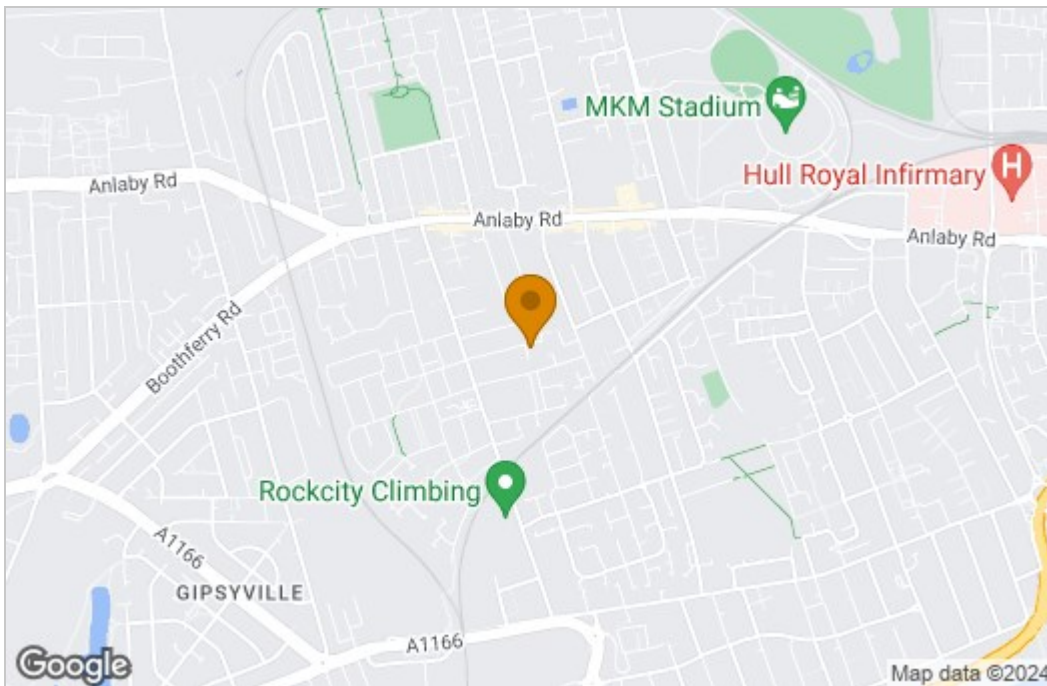 MKM Stadium
Hull Royal Infirmary
H
Anlaby Rd
Anlaby Rd
Anlaby Rd
Boothferry Rd
Rockcity Climbing
A1166
GIPSYVILLE
A1166
Google
Map data ©2024